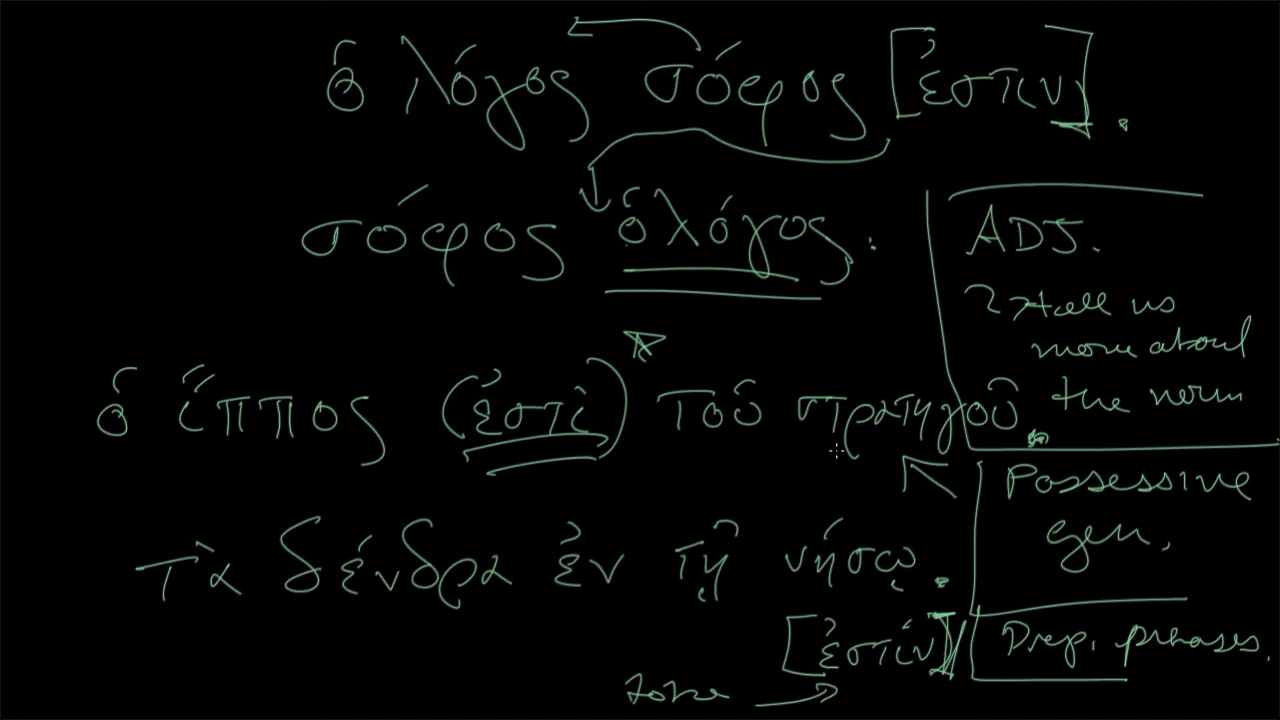 ὁ λόγος σόφος [ἐστιν].
σόφος ὁ λόγος.
ADJ.
→ tell us
more about
the noun
ὁ ἵππος (ἐστὶ) τοῦ στρατηγοῦ.
Possessive
gen.
τὰ δένδρα ἐν τῇ νήσῳ.
[ἐστίν]
Prep. phrases.